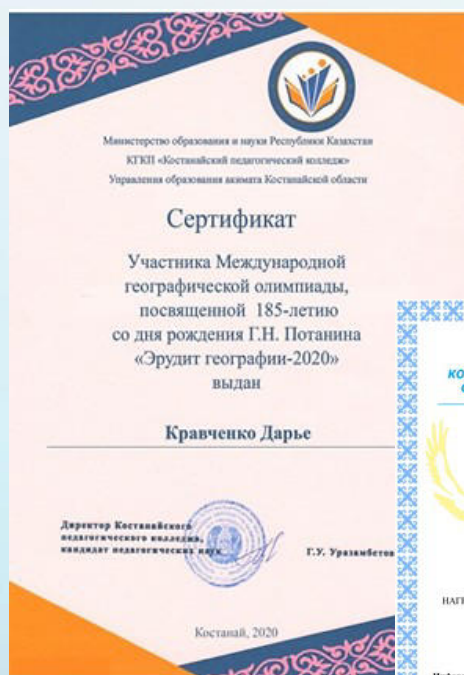 Министерство образования и науки Республики Казахстан
КГКП «Костанайский педагогический колледж»
Управления образования акимата Костанайской области
Сертификат
Участника Международной
географической олимпиады,
посвященной 185-летию
со дня рождения Г.Н. Потанина
«Эрудит географии-2020»
выдан
Кравченко Дарье
Директор Костанайского
педагогического колледжа,
кандидат педагогических наук
Г.У. Уразамбетов
Костанай, 2020
КО
НАГР